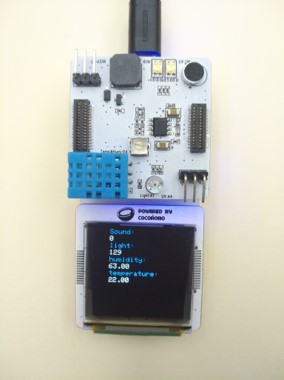 POWERED BY
COCOROBO
Sound:
0
light:
129
humidity:
63.00
temperature:
22.00